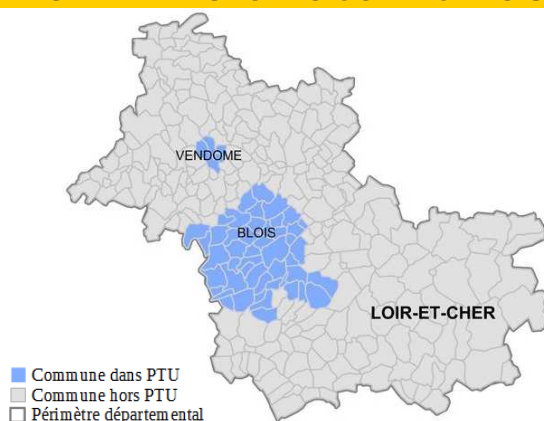 VENDOME
BLOIS
LOIR-ET-CHER
Commune dans PTU
Commune hors PTU
Périmètre départemental